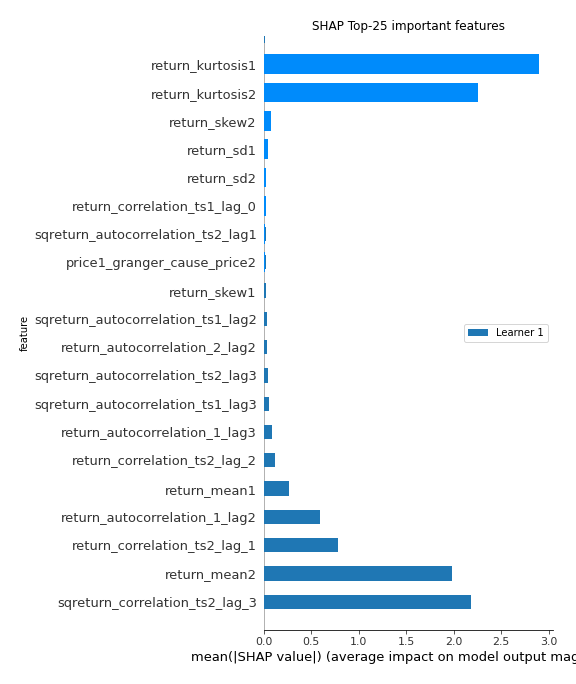 SHAP Top-25 important features
return_kurtosis1
return_kurtosis2
return_skew2
return_sd1
return_sd2
return_correlation_ts1_lag_0
sqreturn_autocorrelation_ts2_lag1
price1_granger_cause_price2
return_skew1
sqreturn_autocorrelation_ts1_lag2
return_autocorrelation_2_lag2
sqreturn_autocorrelation_ts2_lag3
sqreturn_autocorrelation_ts1_lag3
return_autocorrelation_1_lag3
return_correlation_ts2_lag_2
return_mean1
return_autocorrelation_1_lag2
return_correlation_ts2_lag_1
return_mean2
sqreturn_correlation_ts2_lag_3
feature
Learner 1
0.0 0.5 1.0 1.5 2.0 2.5 3.0
mean(|SHAP value|) (average impact on model output mag